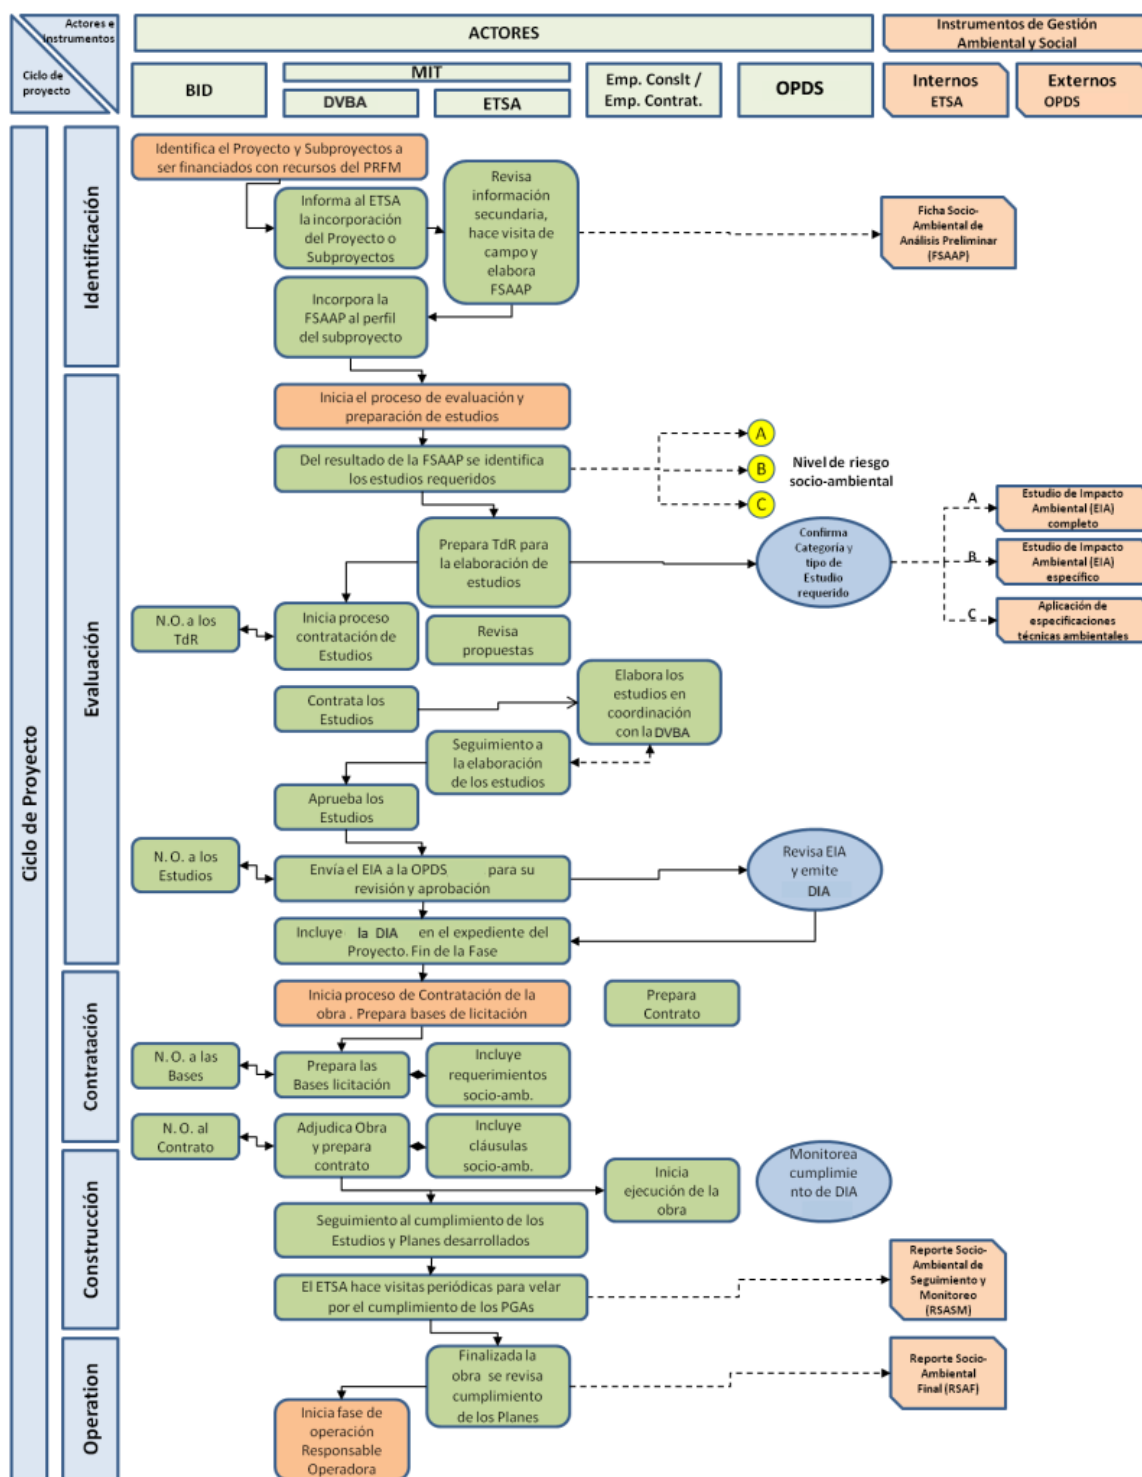 Actores e
Instrumentos
Ciclo de
proyecto
ACTORES
Instrumentos de Gestión
Ambiental y Social
BID
MIT
DVBA
ETSA
Emp. Conslt /
Emp. Contrat.
OPDS
Internos
ETSA
Externos
OPDS
Ciclo de Proyecto
Identificación
Identifica el Proyecto y Subproyectos a
ser financiados con recursos del PRFM
Informa al ETSA
la incorporación
del Proyecto o
Subproyectos
Revisa
información
secundaria,
hace visita de
campo y
elabora
FSAAP
Ficha Socio-
Ambiental de
Análisis Preliminar
(FSAAP)
Incorpora la
FSAAP al perfil
del subproyecto
Evaluación
Inicia el proceso de evaluación y
preparación de estudios
Del resultado de la FSAAP se identifica
los estudios requeridos
A
B
C
Nivel de riesgo
socio-ambiental
Prepara TdR para
la elaboración de
estudios
Confirma
Categoría y
tipo de
Estudio
requerido
A
Estudio de Impacto
Ambiental (EIA)
completo
B
Estudio de Impacto
Ambiental (EIA)
específico
C
Aplicación de
especificaciones
técnicas ambientales
N.O. a los
TdR
Inicia proceso
contratación de
Estudios
Revisa
propuestas
Contrata los
Estudios
Elabora los
estudios en
coordinación
con la DVBA
Seguimiento a
la elaboración
de los estudios
Aprueba los
Estudios
N. O. a los
Estudios
Envía el EIA a la OPDS para su
revisión y aprobación
Revisa EIA
y emite
DIA
Incluye la DIA en el expediente del
Proyecto. Fin de la Fase
Contratación
Inicia proceso de Contratación de la
obra . Prepara bases de licitación
Prepara
Contrato
N. O. a las
Bases
Prepara las
Bases licitación
Incluye
requerimientos
socio-amb.
N. O. al
Contrato
Adjudica Obra
y prepara
contrato
Incluye
cláusulas
socio-amb.
Construcción
Inicia
ejecución de la
obra
Monitorea
cumplimie
nto de DIA
Seguimiento al cumplimiento de los
Estudios y Planes desarrollados
El ETSA hace visitas periódicas para velar
por el cumplimiento de los PGAs
Reporte Socio-
Ambiental de
Seguimiento y
Monitoreo
(RSASM)
Operation
Finalizada la
obra se revisa
cumplimiento
de los Planes
Reporte Socio-
Ambiental
Final (RSAF)
Inicia fase de
operación
Responsable
Operadora